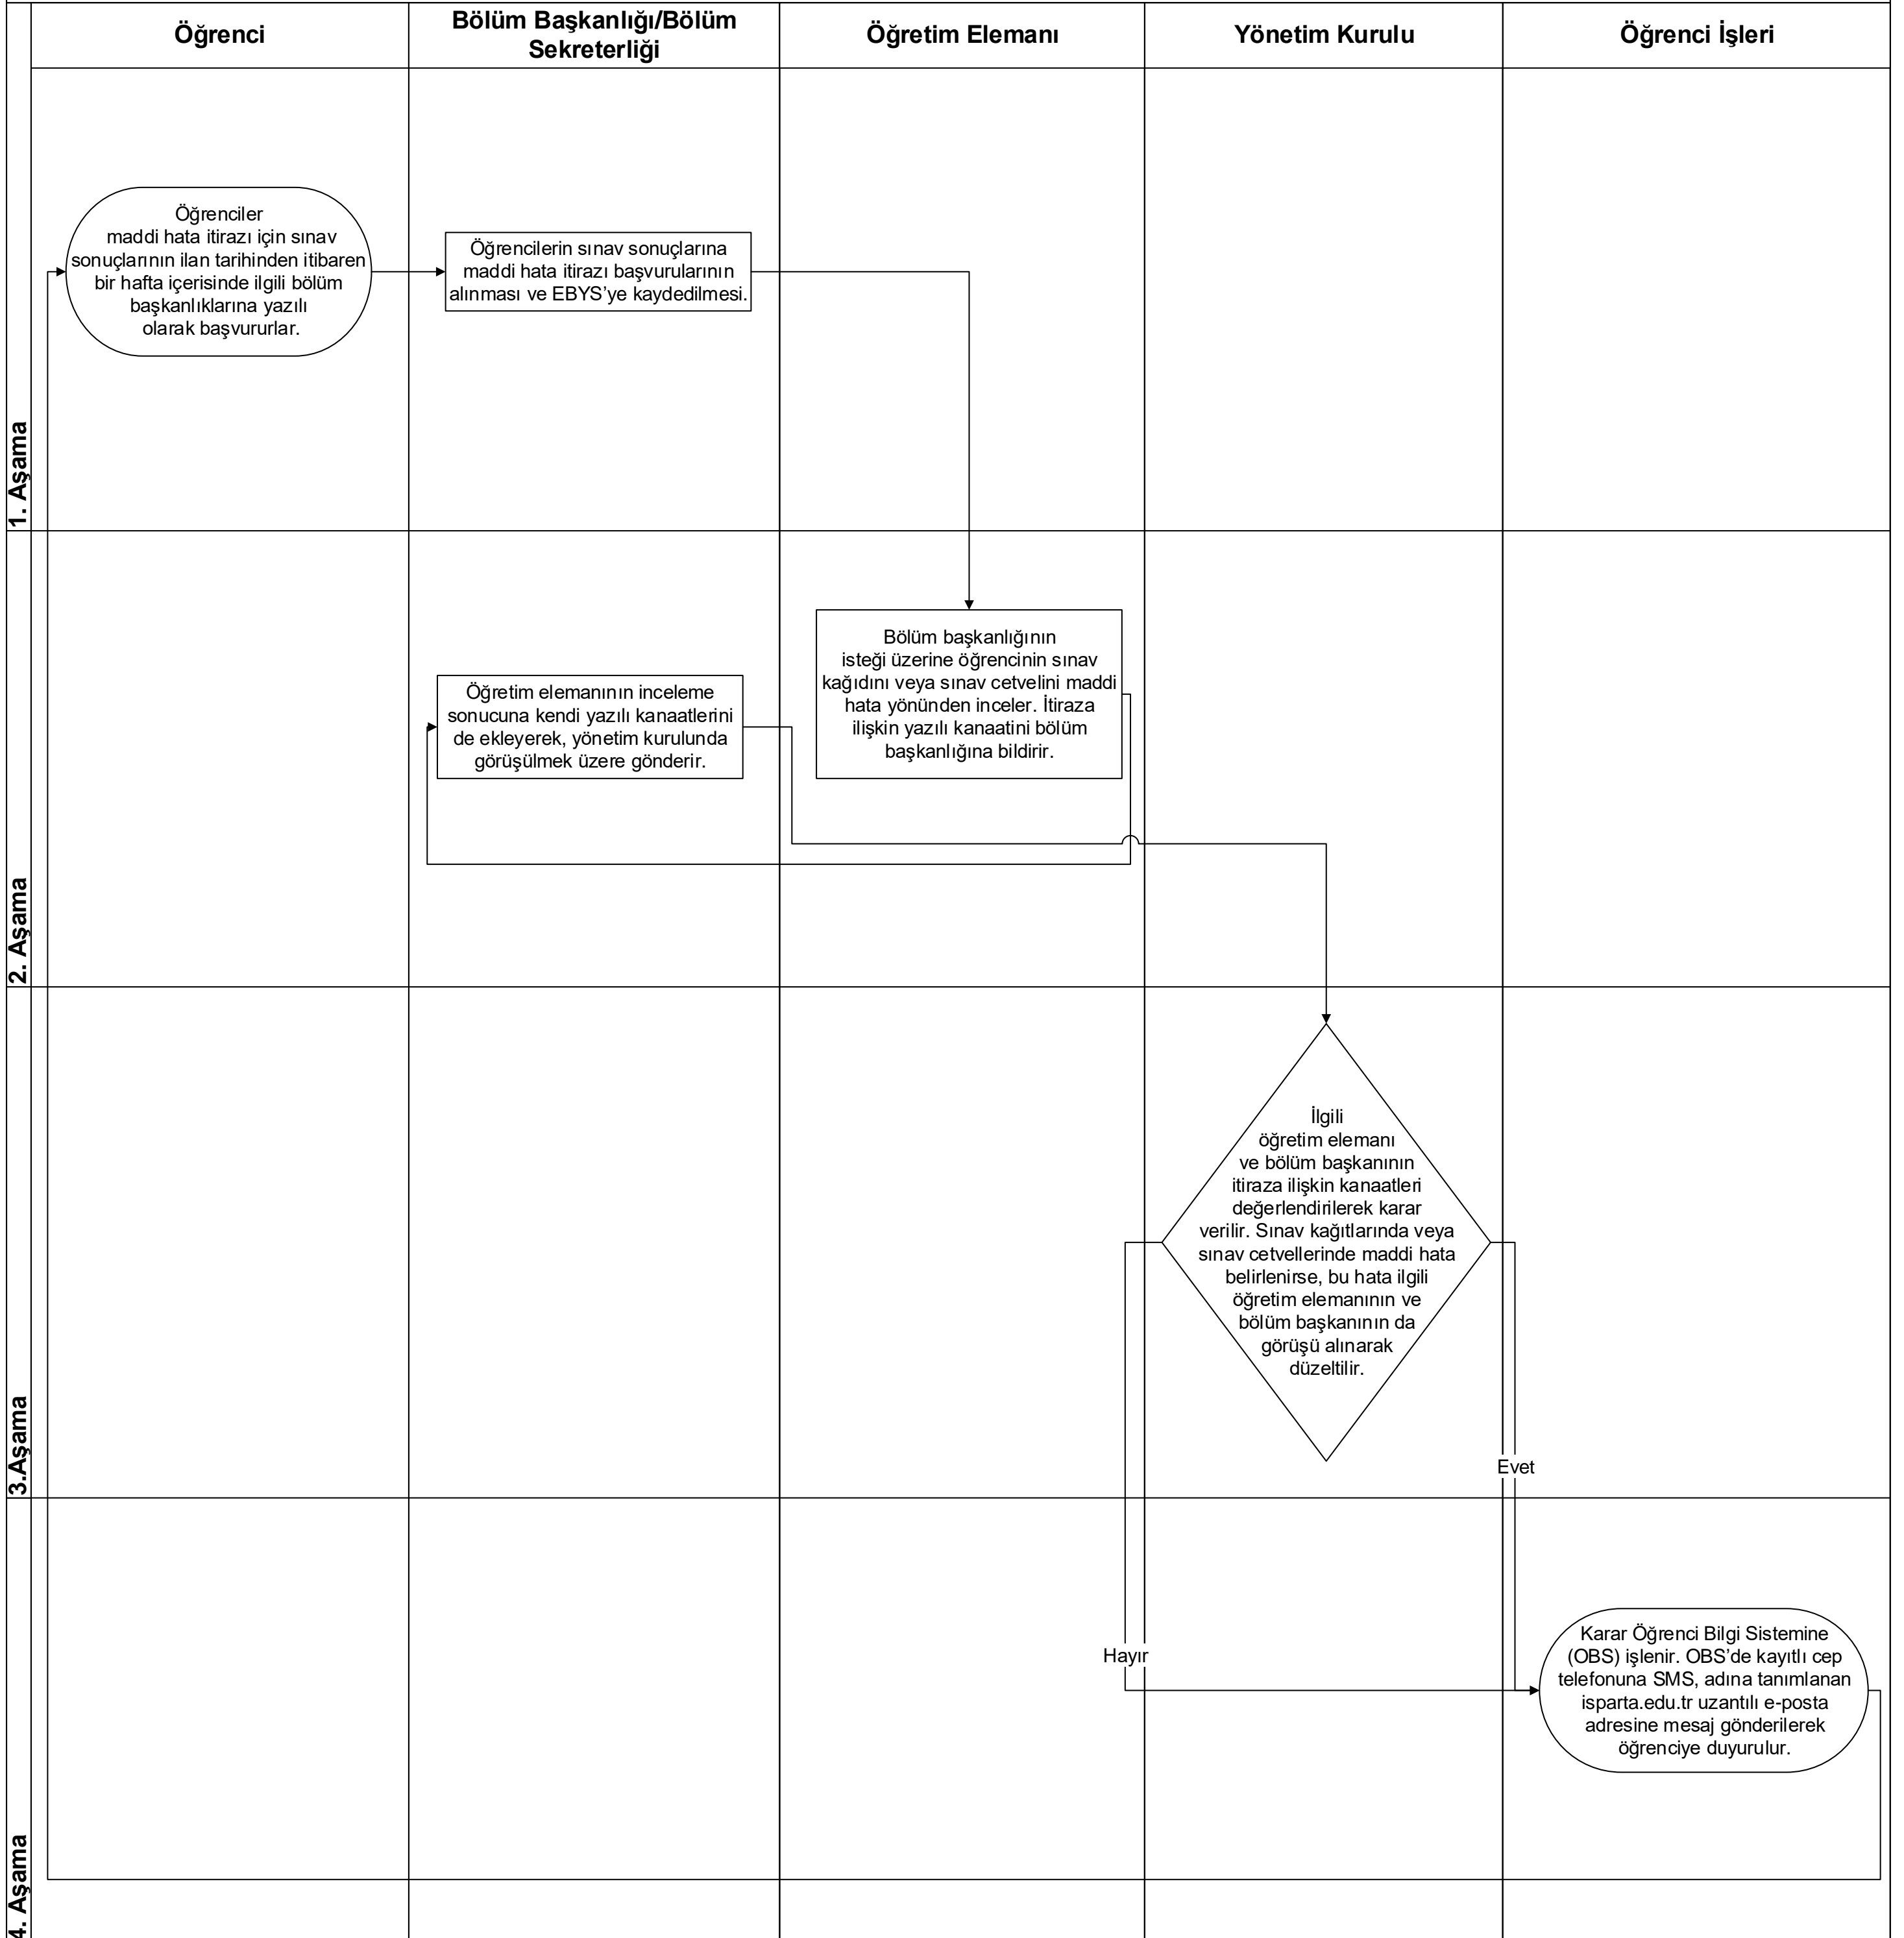 Öğrenci
Bölüm Başkanlığı/Bölüm
Sekreterliği
Öğretim Elemanı
Yönetim Kurulu
Öğrenci İşleri
1. Aşama
Öğrenciler
maddi hata itirazı için sınav
sonuçlarının ilan tarihinden itibaren
bir hafta içerisinde ilgili bölüm
başkanlıklarına yazılı
olarak başvururlar.
Öğrencilerin sınav sonuçlarına
maddi hata itirazı başvurularının
alınması ve EBYS’ye kaydedilmesi.
2. Aşama
Bölüm başkanlığının
isteği üzerine öğrencinin sınav
kağıdını veya sınav cetvelini maddi
hata yönünden inceler. İtiraza
ilişkin yazılı kanaatini bölüm
başkanlığına bildirir.
Öğretim elemanının inceleme
sonucuna kendi yazılı kanaatlerini
de ekleyerek, yönetim kurulunda
görüşülmek üzere gönderir.
3.Aşama
İlgili
öğretim elemanı
ve bölüm başkanının
itiraza ilişkin kanaatleri
değerlendirilerek karar
verilir. Sınav kağıtlarında veya
sınav cetvellerinde maddi hata
belirlenirse, bu hata ilgili
öğretim elemanının ve
bölüm başkanının da
görüşü alınarak
düzeltilir.
Evet
Hayır
4. Aşama
Karar Öğrenci Bilgi Sistemine
(OBS) işlenir. OBS’de kayıtlı cep
telefonuna SMS, adına tanımlanan
isparta.edu.tr uzantılı e-posta
adresine mesaj gönderilerek
öğrenciye duyurulur.